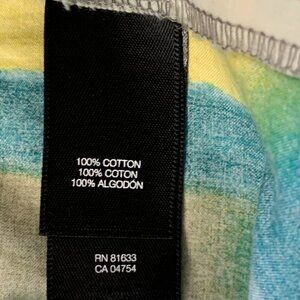 100% COTTON
100% COTON
100% ALGODÓN
RN 81633
CA 04754